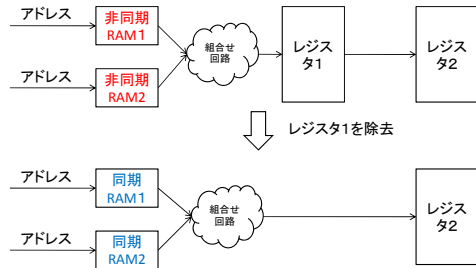 アドレス
非同期
RAM1
組合せ
回路
レジス
タ1
レジス
タ2
アドレス
非同期
RAM2
レジスタ1を除去
アドレス
同期
RAM1
組合せ
回路
レジス
タ2
アドレス
同期
RAM2